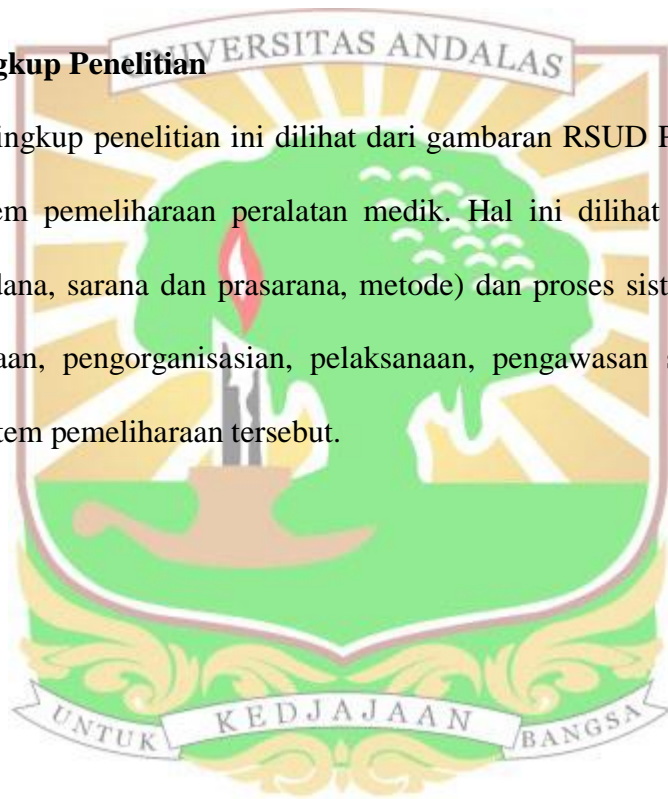 UNIVERSITAS ANDALAS
gkup Penelitian
ingkup penelitian ini dilihat dari gambaran RSUD P
em pemeliharaan peralatan medik. Hal ini dilihat
dana, sarana dan prasarana, metode) dan proses sist
aan, pengorganisasian, pelaksanaan, pengawasan s
tem pemeliharaan tersebut.
UNTUK KEDJAJAAN BANGSA